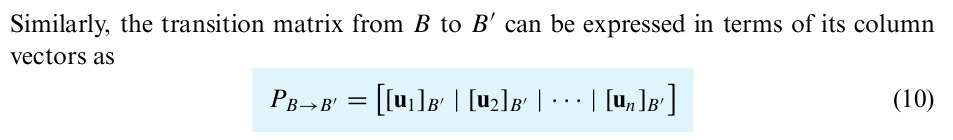 Similarly, the transition matrix from B to B′ can be expressed in terms of its column
vectors as
P_{B→B′} = [[u₁]_{B′} | [u₂]_{B′} | ··· | [uₙ]_{B′}] (10)